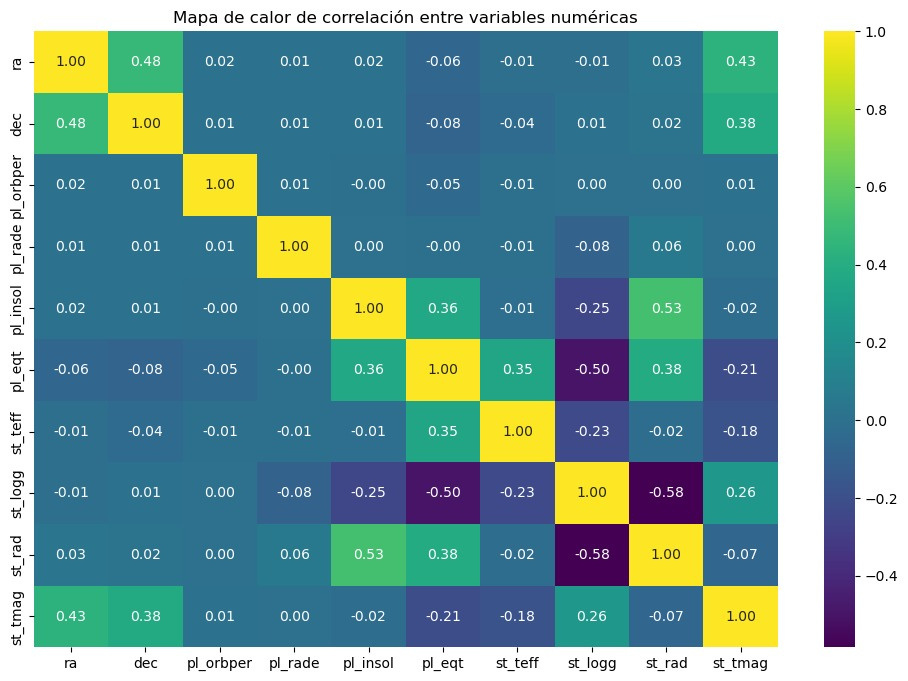 Mapa de calor de correlación entre variables numéricas
ra 1.00 0.48 0.02 0.01 0.02 -0.06 -0.01 -0.01 0.03 0.43
dec 0.48 1.00 0.01 0.01 0.01 -0.08 -0.04 0.01 0.02 0.38
pl_orbper 0.02 0.01 1.00 0.01 -0.00 -0.05 -0.01 0.00 0.00 0.01
pl_rade 0.01 0.01 0.01 1.00 0.00 -0.00 -0.01 -0.08 0.06 0.00
pl_insol 0.02 0.01 -0.00 0.00 1.00 0.36 -0.01 -0.25 0.53 -0.02
pl_eqt -0.06 -0.08 -0.05 -0.00 0.36 1.00 0.35 -0.50 0.38 -0.21
st_teff -0.01 -0.04 -0.01 -0.01 -0.01 0.35 1.00 -0.23 -0.02 -0.18
st_logg -0.01 0.01 0.00 -0.08 -0.25 -0.50 -0.23 1.00 -0.58 0.26
st_rad 0.03 0.02 0.00 0.06 0.53 0.38 -0.02 -0.58 1.00 -0.07
st_tmag 0.43 0.38 0.01 0.00 -0.02 -0.21 -0.18 0.26 -0.07 1.00
ra dec pl_orbper pl_rade pl_insol pl_eqt st_teff st_logg st_rad st_tmag
1.0
0.8
0.6
0.4
0.2
0.0
−0.2
−0.4